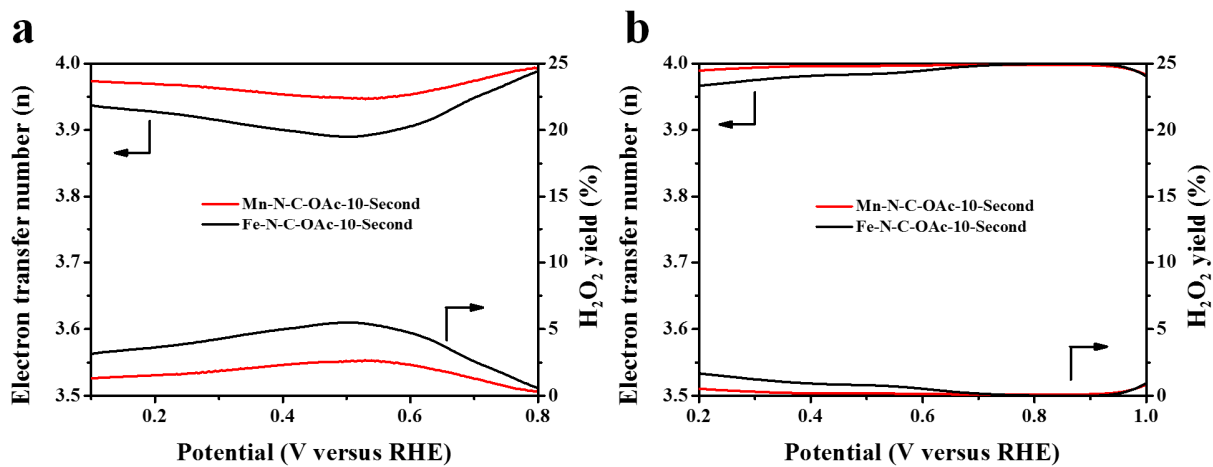 a
4.0
3.9
3.8
3.7
3.6
3.5
Electron transfer number (n)
25
20
15
10
5
0
H₂O₂ yield (%)
Mn-N-C-OAc-10-Second
Fe-N-C-OAc-10-Second
0.2 0.4 0.6 0.8
Potential (V versus RHE)
b
4.0
3.9
3.8
3.7
3.6
3.5
Electron transfer number (n)
25
20
15
10
5
0
H₂O₂ yield (%)
Mn-N-C-OAc-10-Second
Fe-N-C-OAc-10-Second
0.2 0.4 0.6 0.8 1.0
Potential (V versus RHE)